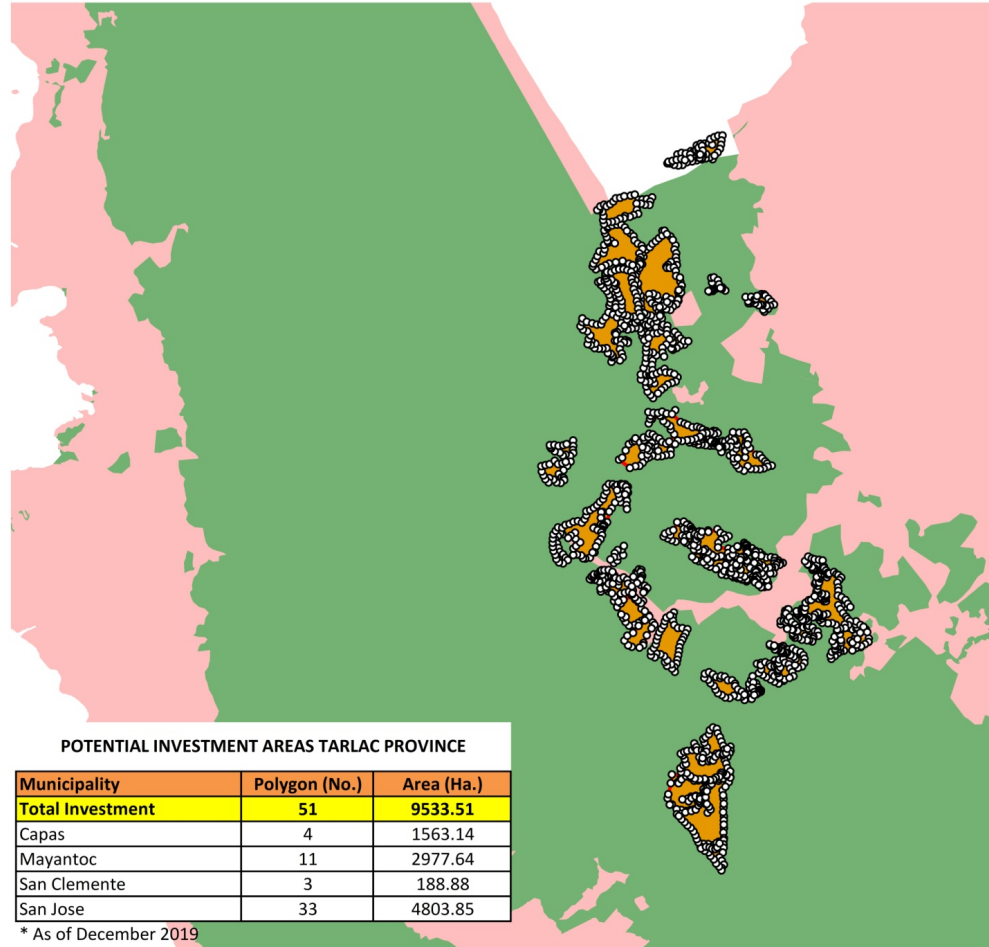 POTENTIAL INVESTMENT AREAS TARLAC PROVINCE
Municipality Polygon (No.) Area (Ha.)
Total Investment 51 9533.51
Capas 4 1563.14
Mayantoc 11 2977.64
San Clemente 3 188.88
San Jose 33 4803.85
* As of December 2019